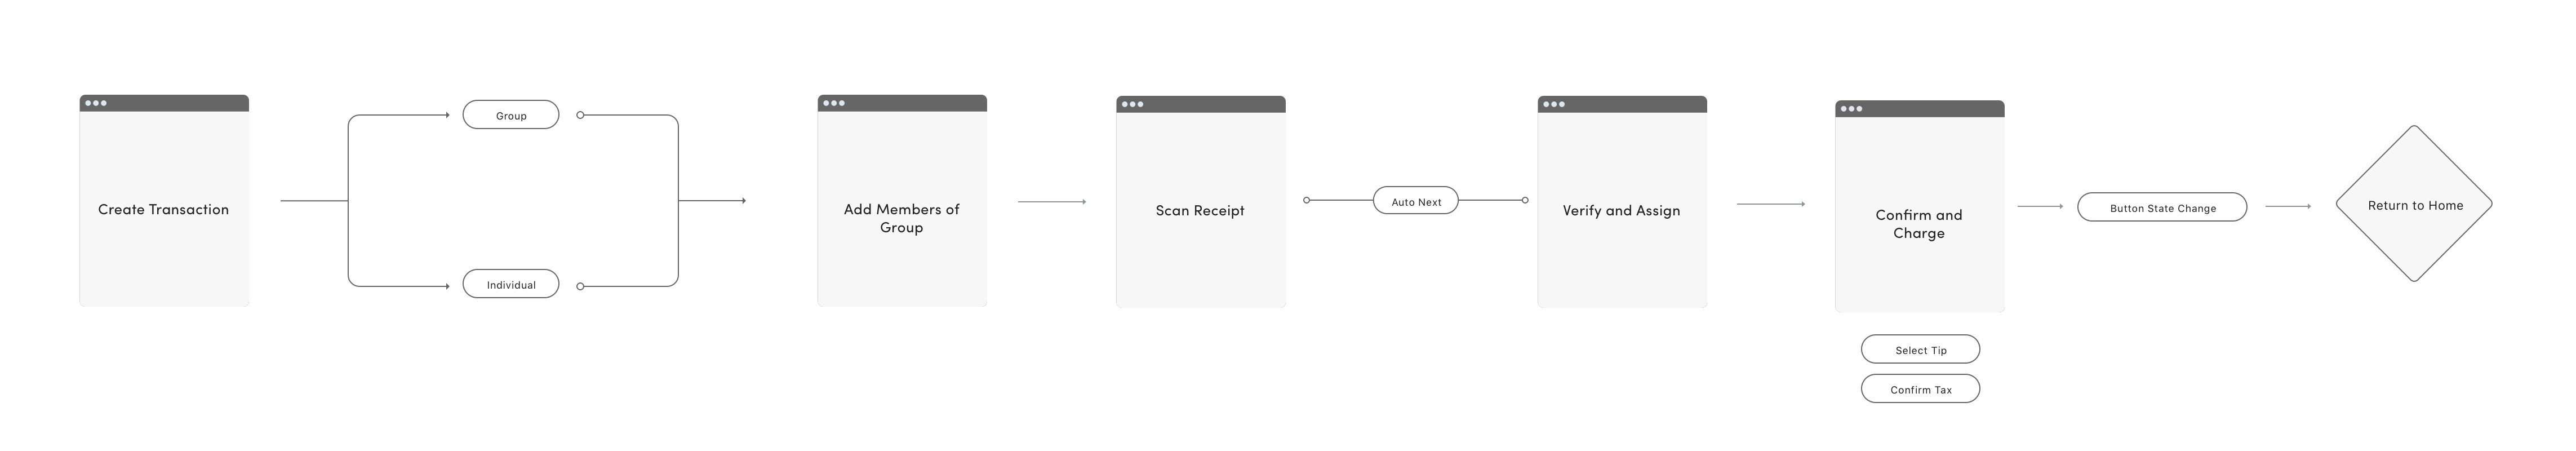 Create Transaction
Group
Individual
Add Members of
Group
Scan Receipt
Auto Next
Verify and Assign
Confirm and
Charge
Select Tip
Confirm Tax
Button State Change
Return to Home